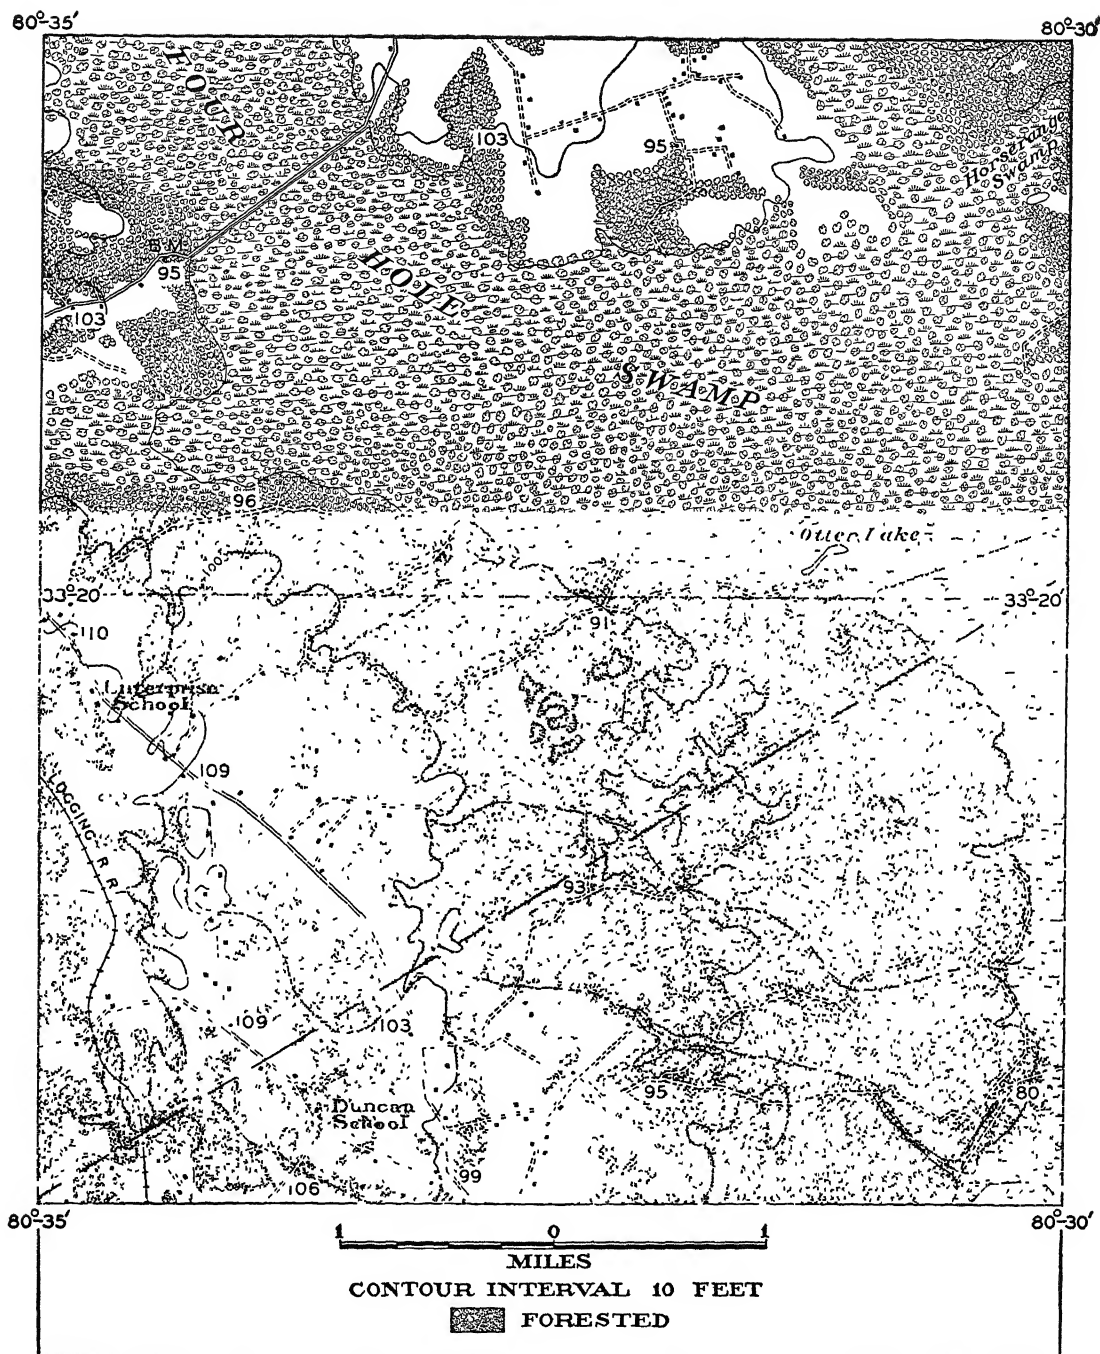 80°-35'
80°-30'
FOUR
103
95
Horserange
Swamp
B.M.
95
HOLE
103
SWAMP
96
Otter Lake
100
33°-20'
33°-20'
110
91
Enterprise
School
109
LOGGING R.R.
93
109
103
95
80
Duncan
School
99
106
80°-35'
80°-30'
1 0 1
MILES
CONTOUR INTERVAL 10 FEET
FORESTED